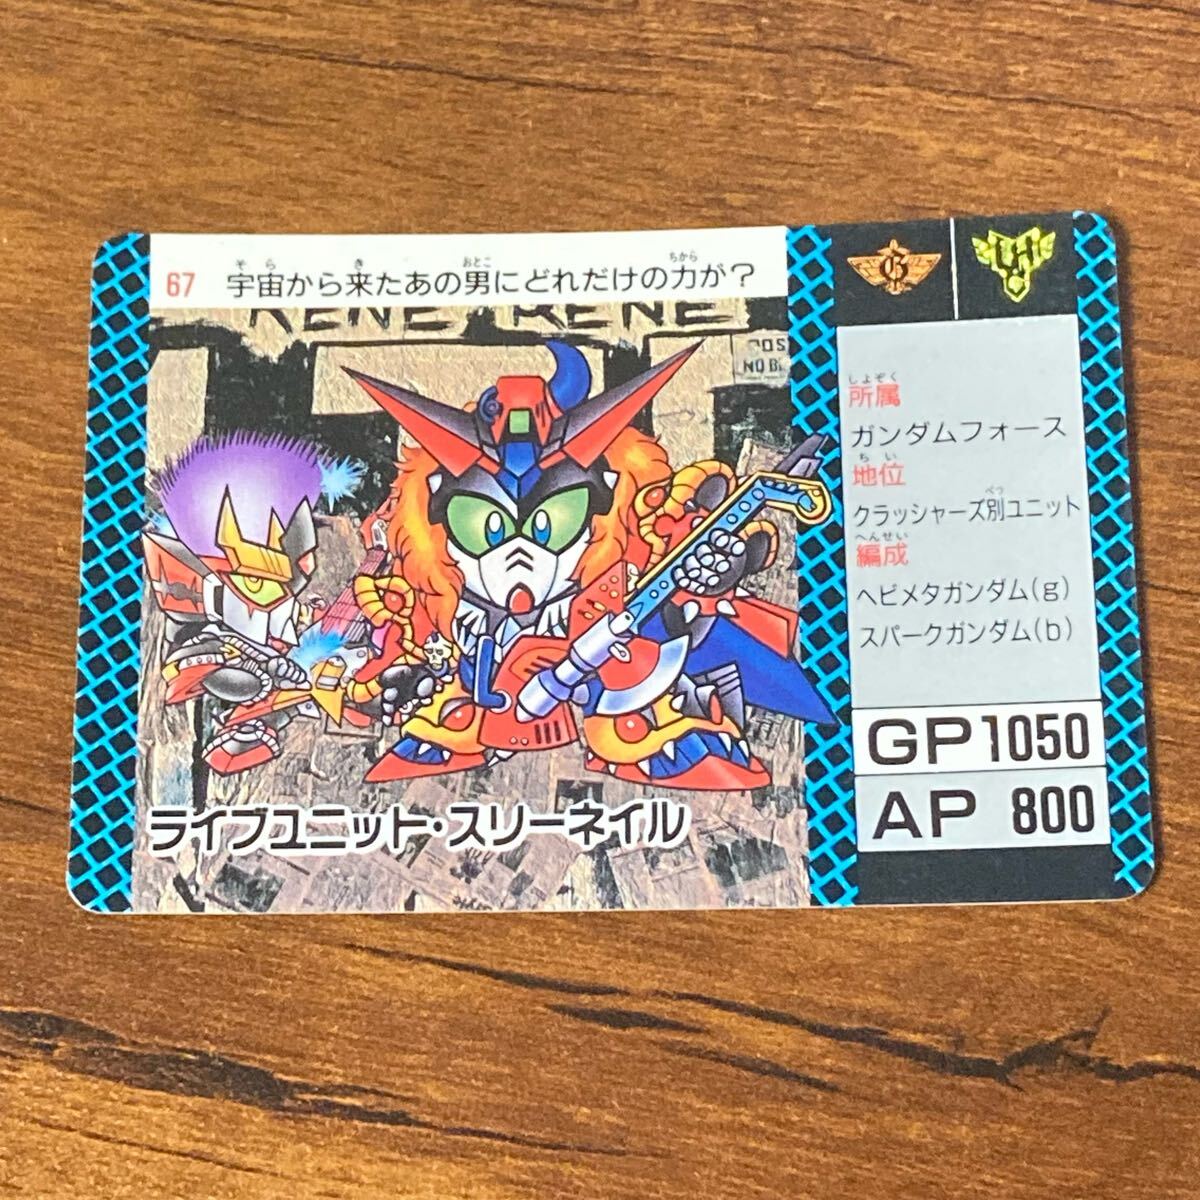 67 宇宙から来たあの男にどれだけの力が？
そら き おとこ ちから
RENE RENE
NO B
ライブユニット・スリーネイル
しょぞく
所属
ガンダムフォース
ちい
地位
クラッシャーズ別ユニット
べつ
へんせい
編成
ヘビメタガンダム(g)
スパークガンダム(b)
GP 1050
AP 800